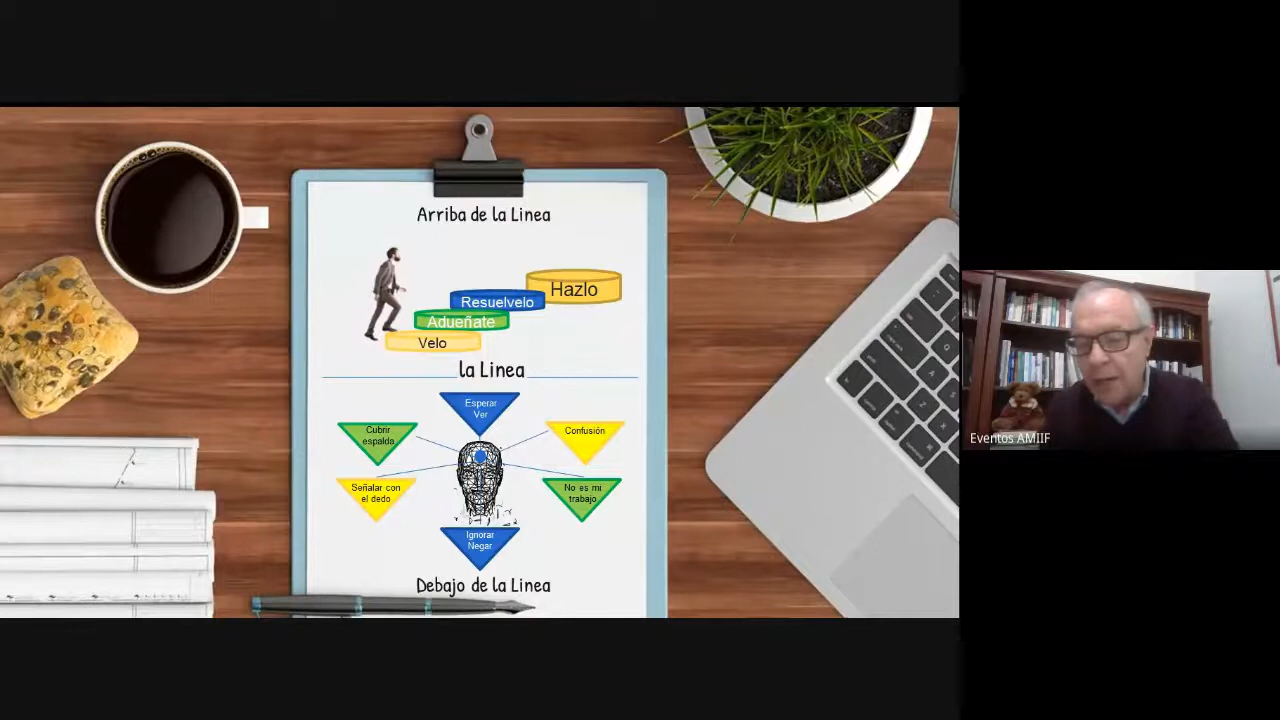 Arriba de la Linea
Hazlo
Resuelvelo
Adueñate
Velo
la Linea
Esperar
Ver
Cubrir
espalda
Confusión
Señalar con
el dedo
No es mi
trabajo
Ignorar
Negar
Debajo de la Linea
Eventos AMIIF